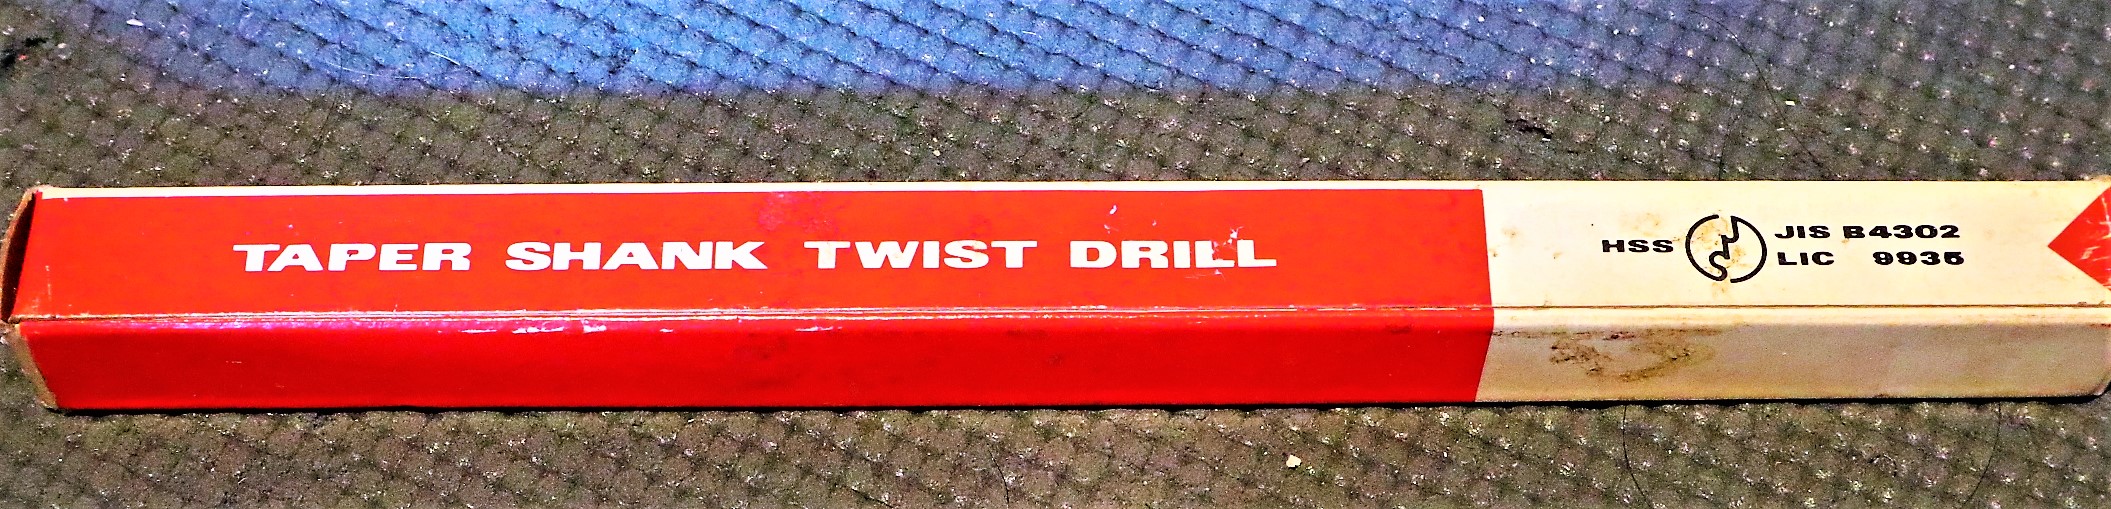 TAPER SHANK TWIST DRILL
HSS
JIS B4302
LIC 9935